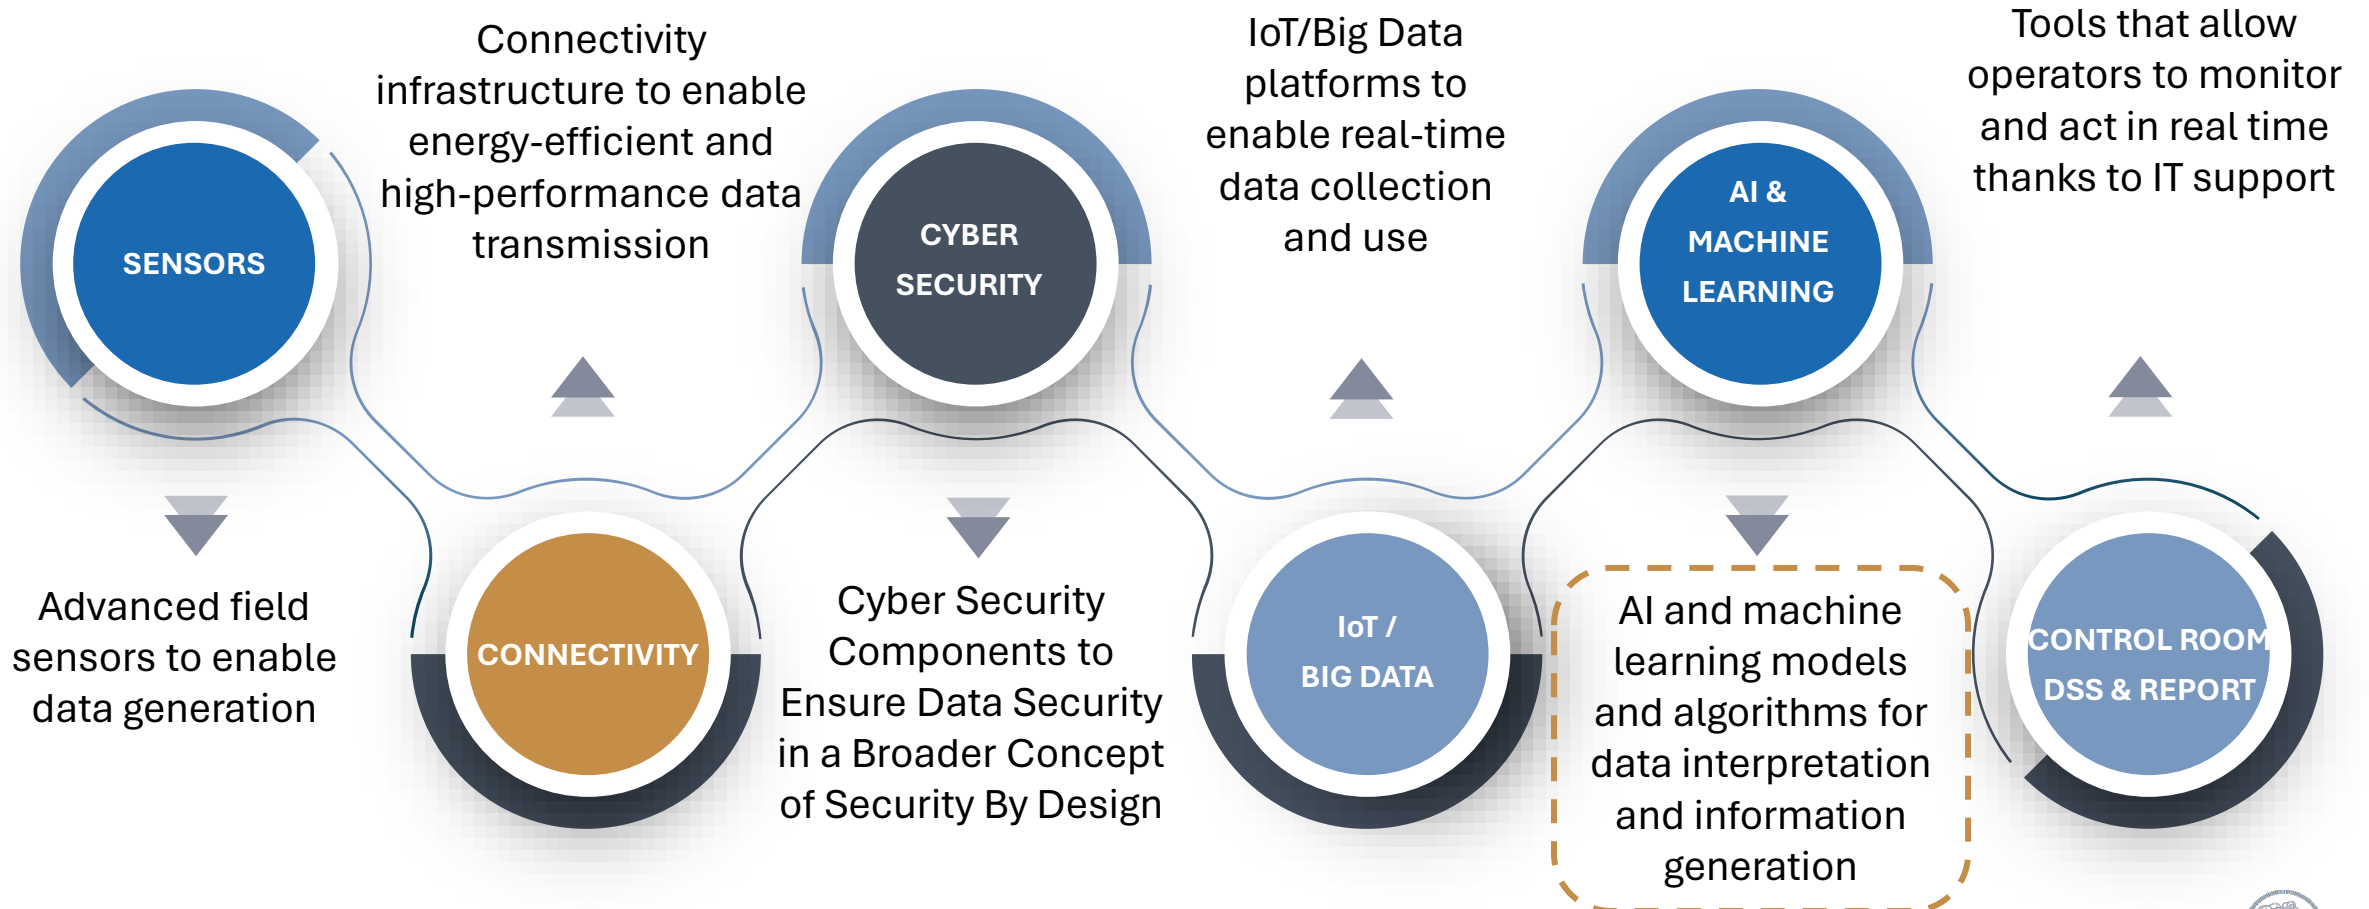 SENSORS
Advanced field
sensors to enable
data generation
Connectivity
infrastructure to enable
energy-efficient and
high-performance data
transmission
CONNECTIVITY
CYBER
SECURITY
Cyber Security
Components to
Ensure Data Security
in a Broader Concept
of Security By Design
IoT/Big Data
platforms to
enable real-time
data collection
and use
IoT /
BIG DATA
AI &
MACHINE
LEARNING
AI and machine
learning models
and algorithms for
data interpretation
and information
generation
Tools that allow
operators to monitor
and act in real time
thanks to IT support
CONTROL ROOM
DSS & REPORT